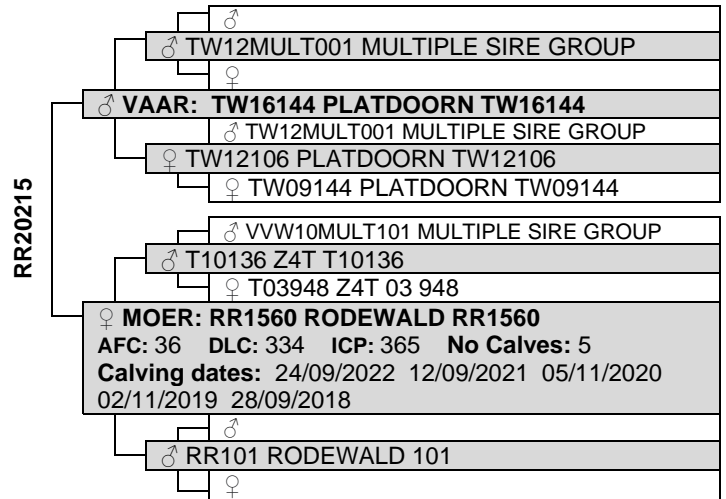 ♂
♂ TW12MULT001 MULTIPLE SIRE GROUP
♀
♂ VAAR: TW16144 PLATDOORN TW16144
♂ TW12MULT001 MULTIPLE SIRE GROUP
♀ TW12106 PLATDOORN TW12106
♀ TW09144 PLATDOORN TW09144
RR20215
♂ VVW10MULT101 MULTIPLE SIRE GROUP
♂ T10136 Z4T T10136
♀ T03948 Z4T 03 948
♀ MOER: RR1560 RODEWALD RR1560
AFC: 36 DLC: 334 ICP: 365 No Calves: 5
Calving dates: 24/09/2022 12/09/2021 05/11/2020
02/11/2019 28/09/2018
♂
♂ RR101 RODEWALD 101
♀